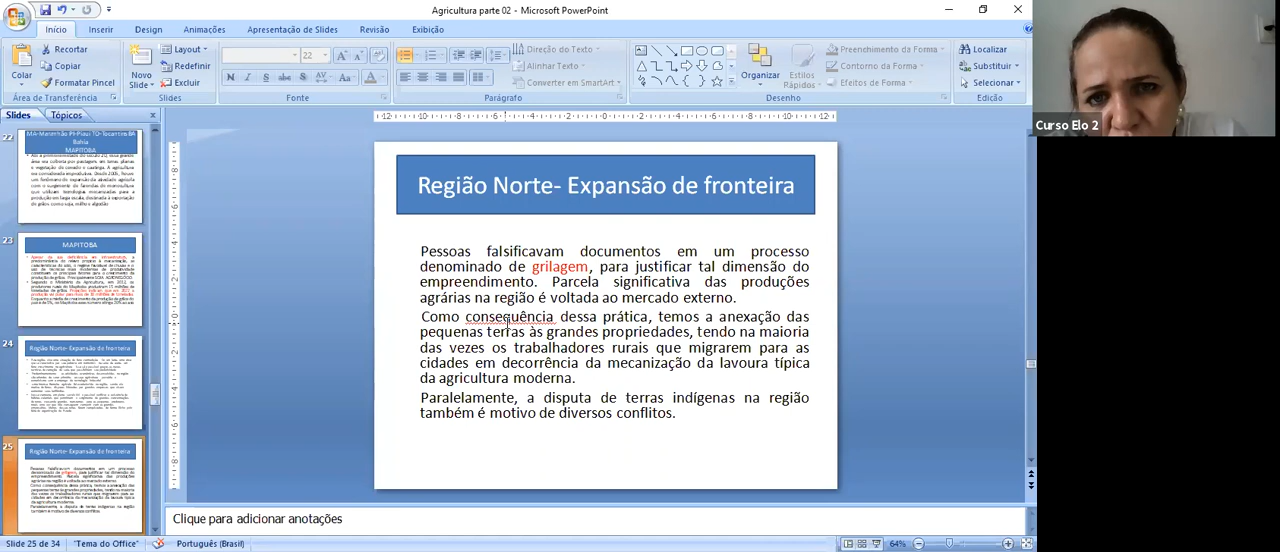 Agricultura parte 02 - Microsoft PowerPoint
Início Inserir Design Animações Apresentação de Slides Revisão Exibição
Colar
Recortar
Copiar
Formatar Pincel
Área de Transferência
Novo
Slide
Layout
Redefinir
Excluir
Slides
22
N I S abc
Fonte
Direção do Texto
Alinhar Texto
Converter em SmartArt
Parágrafo
Organizar
Estilos
Rápidos
Preenchimento da Forma
Contorno da Forma
Efeitos de Forma
Desenho
Localizar
Substituir
Selecionar
Edição
Curso Elo 2
Slides Tópicos
22
MAPITOBA
23
MAPITOBA
24
Região Norte- Expansão de fronteira
25
Região Norte- Expansão de fronteira
Região Norte- Expansão de fronteira
Pessoas falsificam documentos em um processo
denominado de grilagem, para justificar tal dimensão do
empreendimento. Parcela significativa das produções
agrárias na região é voltada ao mercado externo.
Como consequência dessa prática, temos a anexação das
pequenas terras às grandes propriedades, tendo na maioria
das vezes os trabalhadores rurais que migraram para as
cidades em decorrência da mecanização da lavoura típica
da agricultura moderna.
Paralelamente, a disputa de terras indígenas na região
também é motivo de diversos conflitos.
Clique para adicionar anotações
Slide 25 de 34 "Tema do Office" Português (Brasil) 64%